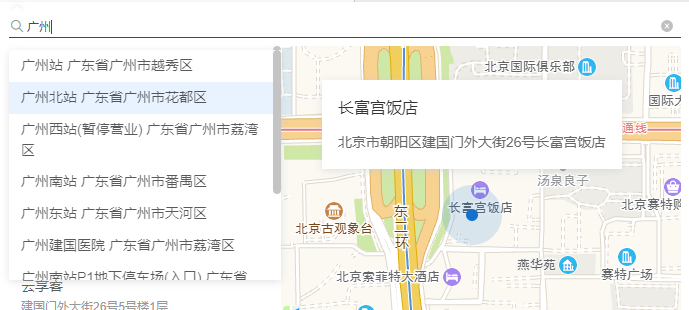 广州
广州站 广东省广州市越秀区
广州北站 广东省广州市花都区
广州西站(暂停营业) 广东省广州市荔湾
区
广州南站 广东省广州市番禺区
广州东站 广东省广州市天河区
广州建国医院 广东省广州市荔湾区
广州南站P1地下停车场(入口) 广东省
云享客
建国门外大街26号5号楼1层
北京国际俱乐部
国际大
长富宫饭店
北京市朝阳区建国门外大街26号长富宫饭店
通线
汤泉良子
长富宫饭店
北京赛特购
东二环
北京古观象台
燕华苑
赛特广场
北京索菲特大酒店